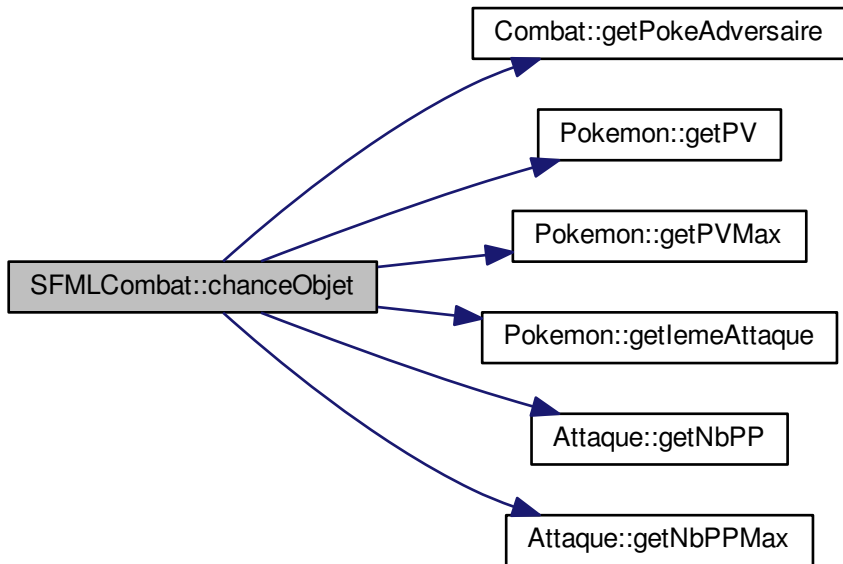 Combat::getPokeAdversaire
Pokemon::getPV
Pokemon::getPVMax
SFMLCombat::chanceObjet
Pokemon::getIemeAttaque
Attaque::getNbPP
Attaque::getNbPPMax